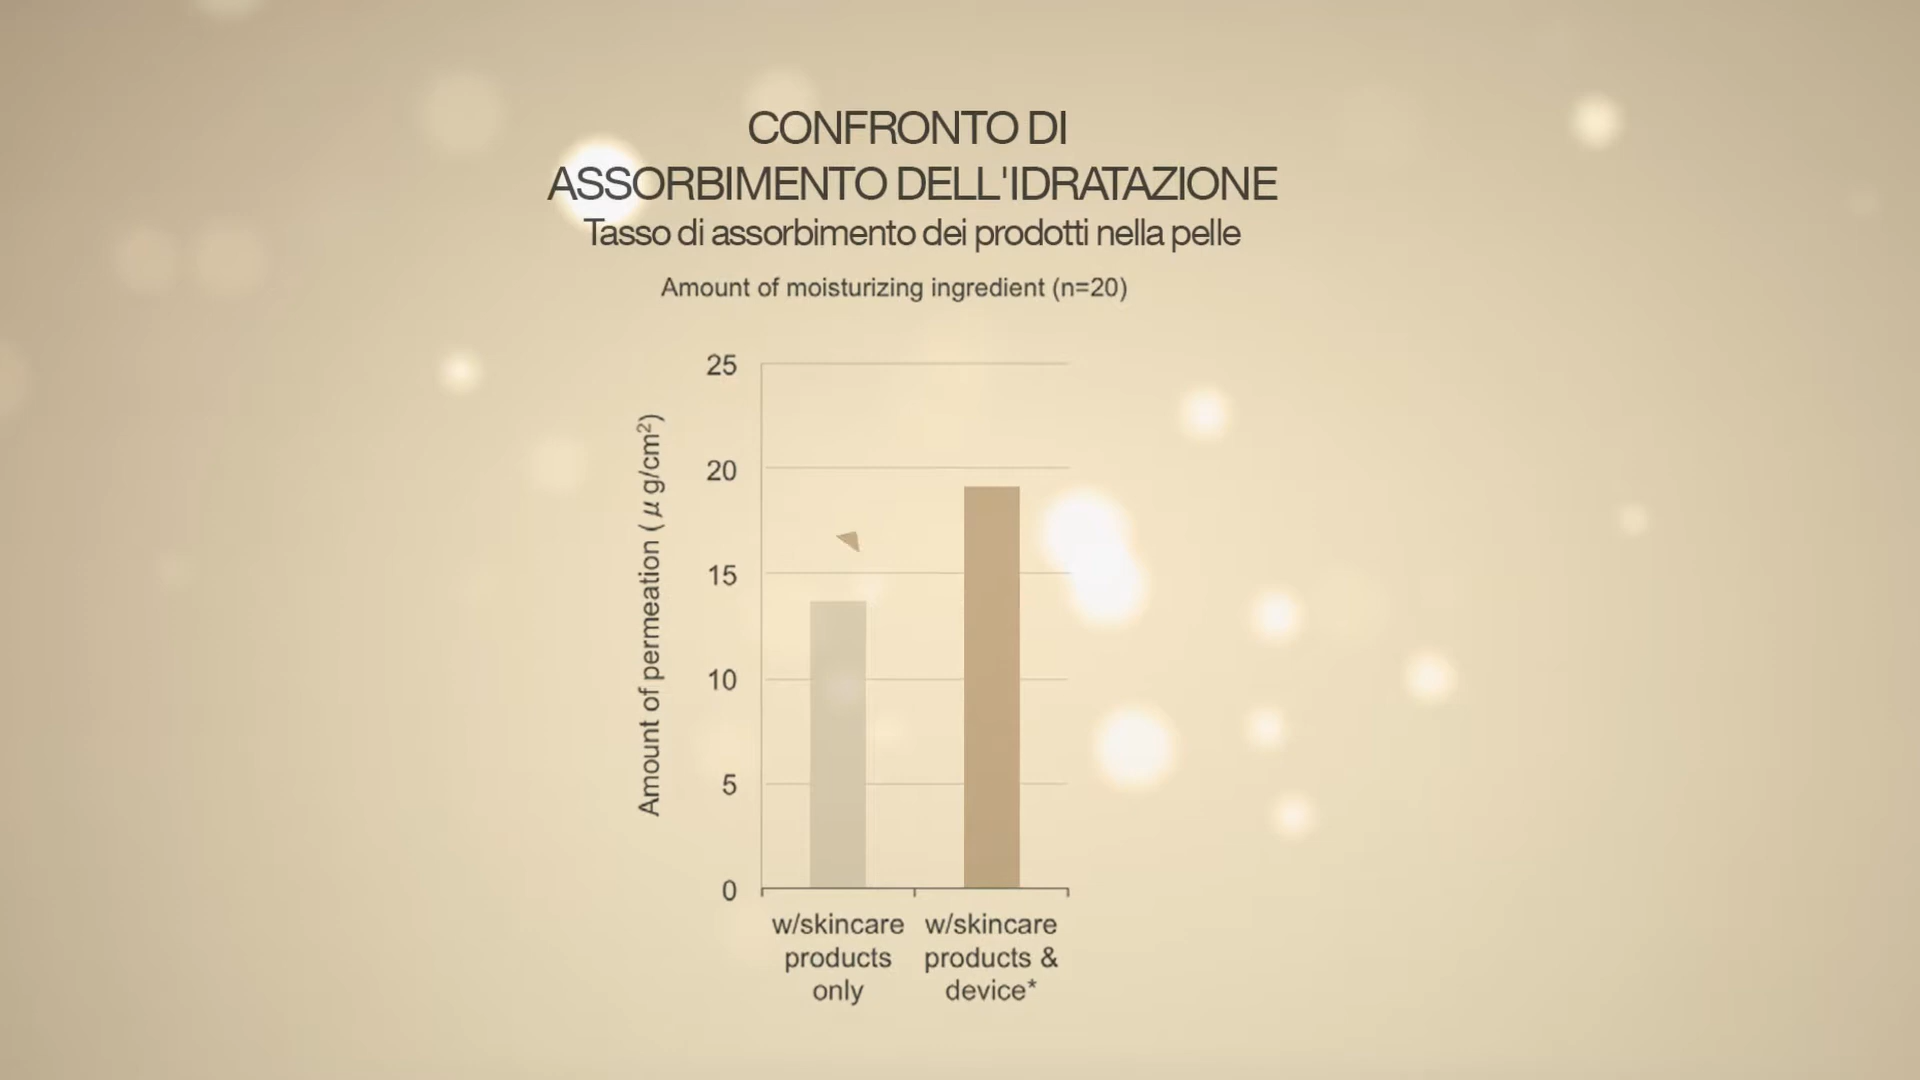 CONFRONTO DI
ASSORBIMENTO DELL'IDRATAZIONE
Tasso di assorbimento dei prodotti nella pelle
Amount of moisturizing ingredient (n=20)
Amount of permeation ( μ g/cm²)
25
20
15
10
5
0
w/skincare
products
only
w/skincare
products &
device*